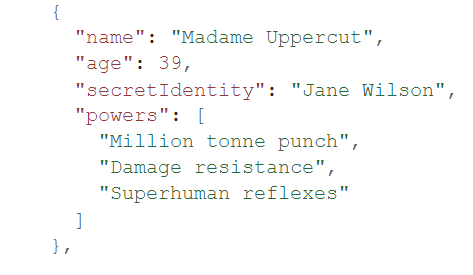 {
  "name": "Madame Uppercut",
  "age": 39,
  "secretIdentity": "Jane Wilson",
  "powers": [
    "Million tonne punch",
    "Damage resistance",
    "Superhuman reflexes"
  ]
},